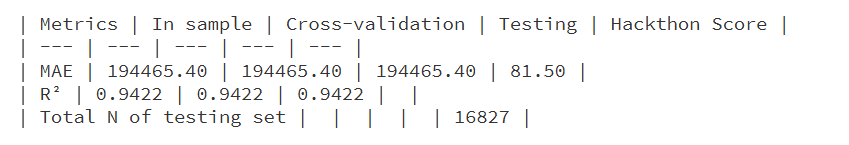 | Metrics | In sample | Cross-validation | Testing | Hackthon Score |
| --- | --- | --- | --- | --- |
| MAE | 194465.40 | 194465.40 | 194465.40 | 81.50 |
| R² | 0.9422 | 0.9422 | 0.9422 |  |
| Total N of testing set |  |  |  |  | 16827 |